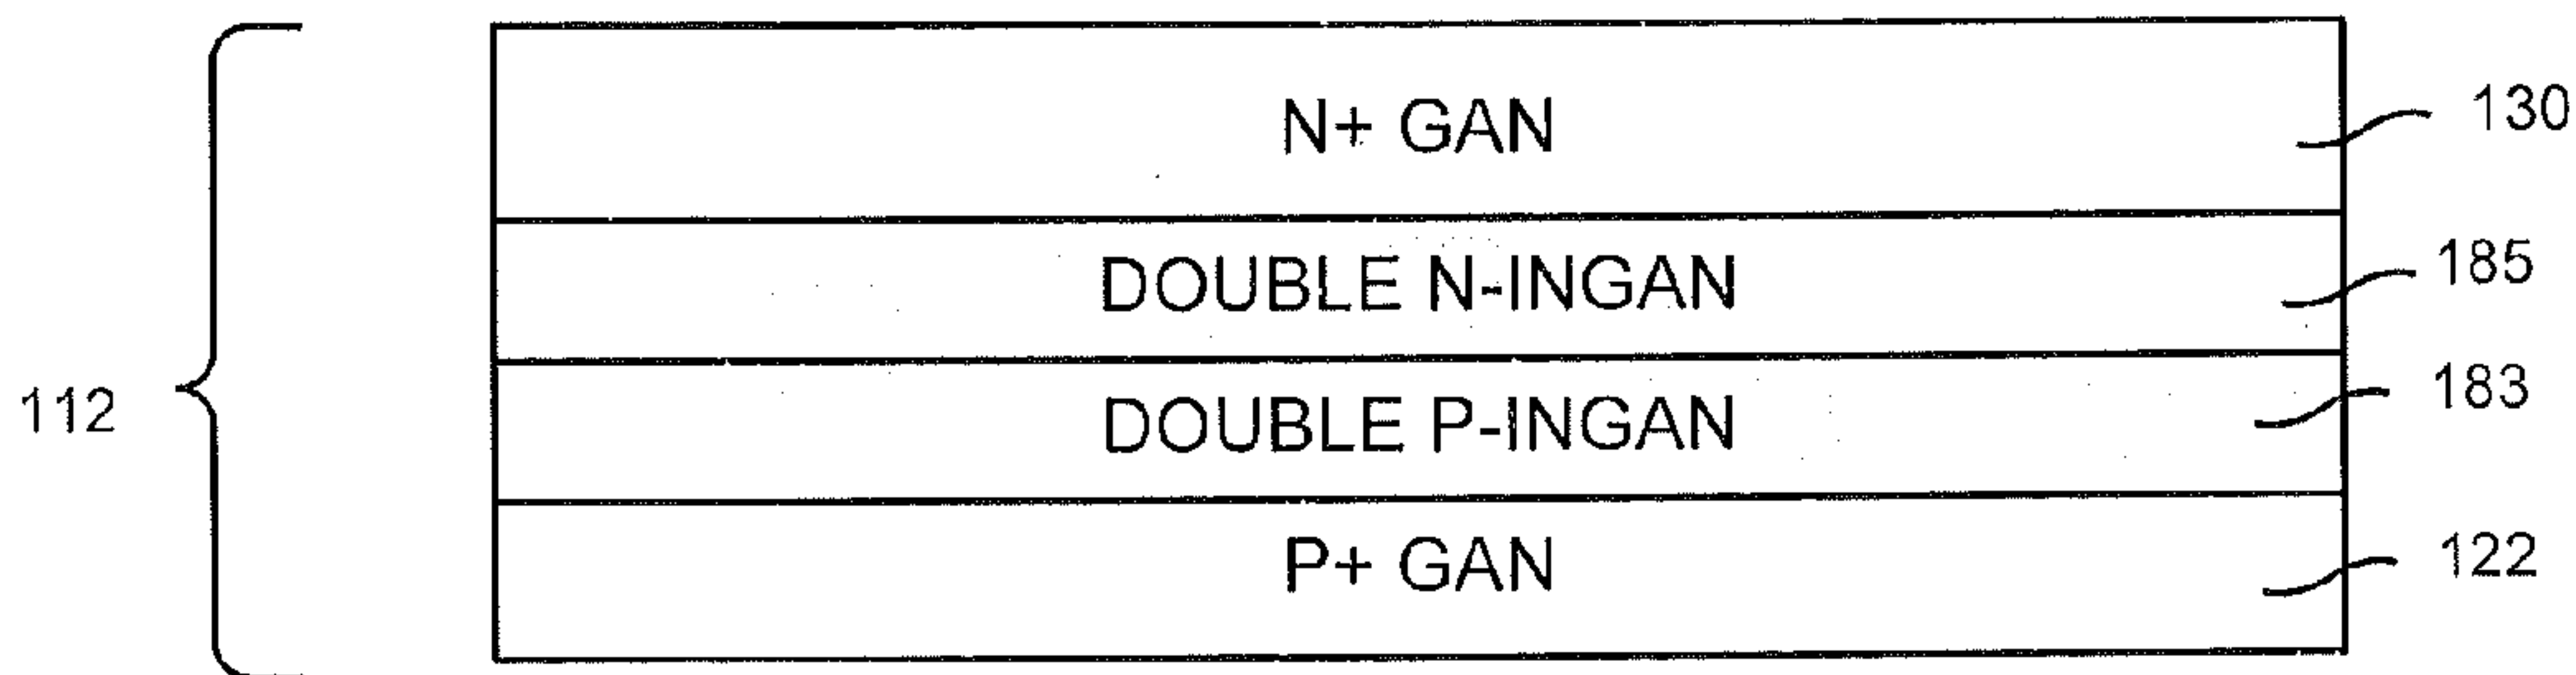 N+ GAN
130
DOUBLE N-INGAN
185
DOUBLE P-INGAN
183
112
P+ GAN
122